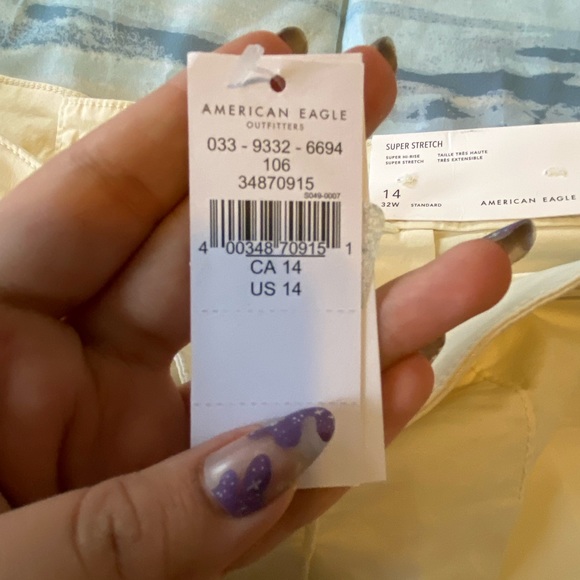 AMERICAN EAGLE
OUTFITTERS
033 - 9332 - 6694
106
34870915
S049-0007
4 00348 70915 1
CA 14
US 14
SUPER STRETCH
SUPER HI-RISE TAILLE TRÈS HAUTE
SUPER STRETCH TRÈS EXTENSIBLE
14
32W STANDARD
AMERICAN EAGLE